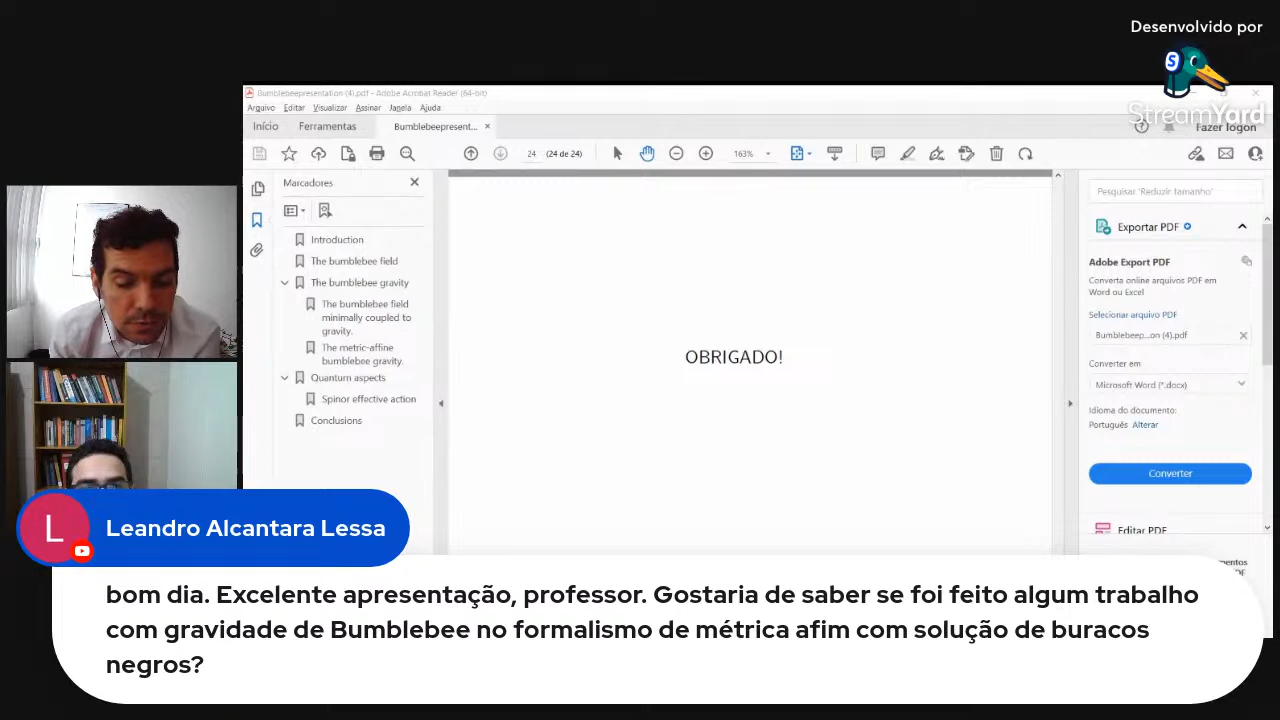 Desenvolvido por
StreamYard
Bumblebeepresentation (4).pdf - Adobe Acrobat Reader (64-bit)
Arquivo Editar Visualizar Assinar Janela Ajuda
Início Ferramentas Bumblebeepresent... × Fazer logon
24 (24 de 24) 163%
Marcadores
Introduction
The bumblebee field
The bumblebee gravity
The bumblebee field
minimally coupled to
gravity.
The metric-affine
bumblebee gravity.
Quantum aspects
Spinor effective action
Conclusions
OBRIGADO!
Pesquisar 'Reduzir tamanho'
Exportar PDF
Adobe Export PDF
Converta online arquivos PDF em
Word ou Excel
Selecionar arquivo PDF
Bumblebeep...on (4).pdf
Converter em
Microsoft Word (*.docx)
Idioma do documento:
Português Alterar
Converter
Editar PDF
L
Leandro Alcantara Lessa
bom dia. Excelente apresentação, professor. Gostaria de saber se foi feito algum trabalho
com gravidade de Bumblebee no formalismo de métrica afim com solução de buracos
negros?